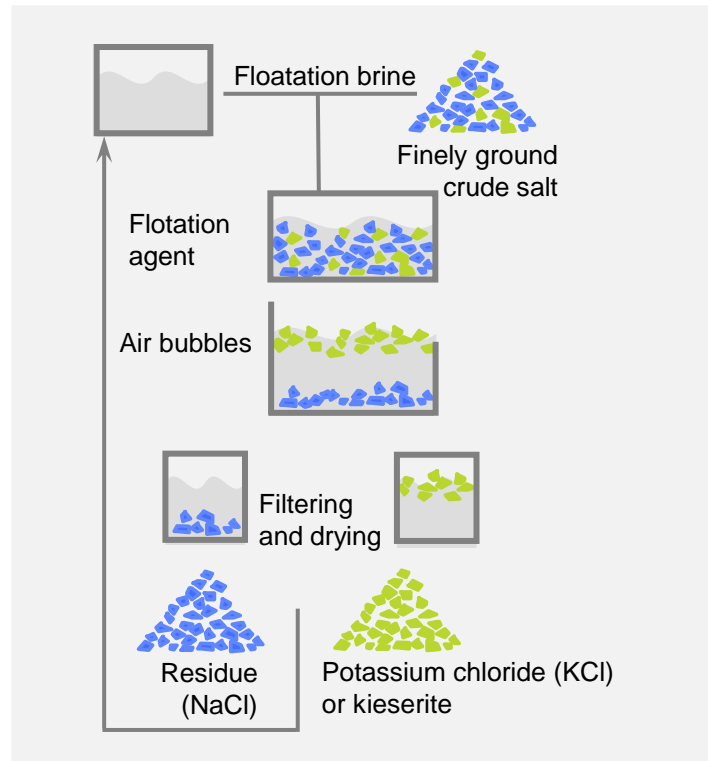 Floatation brine
Finely ground
crude salt
Flotation
agent
Air bubbles
Filtering
and drying
Residue
(NaCl)
Potassium chloride (KCl)
or kieserite